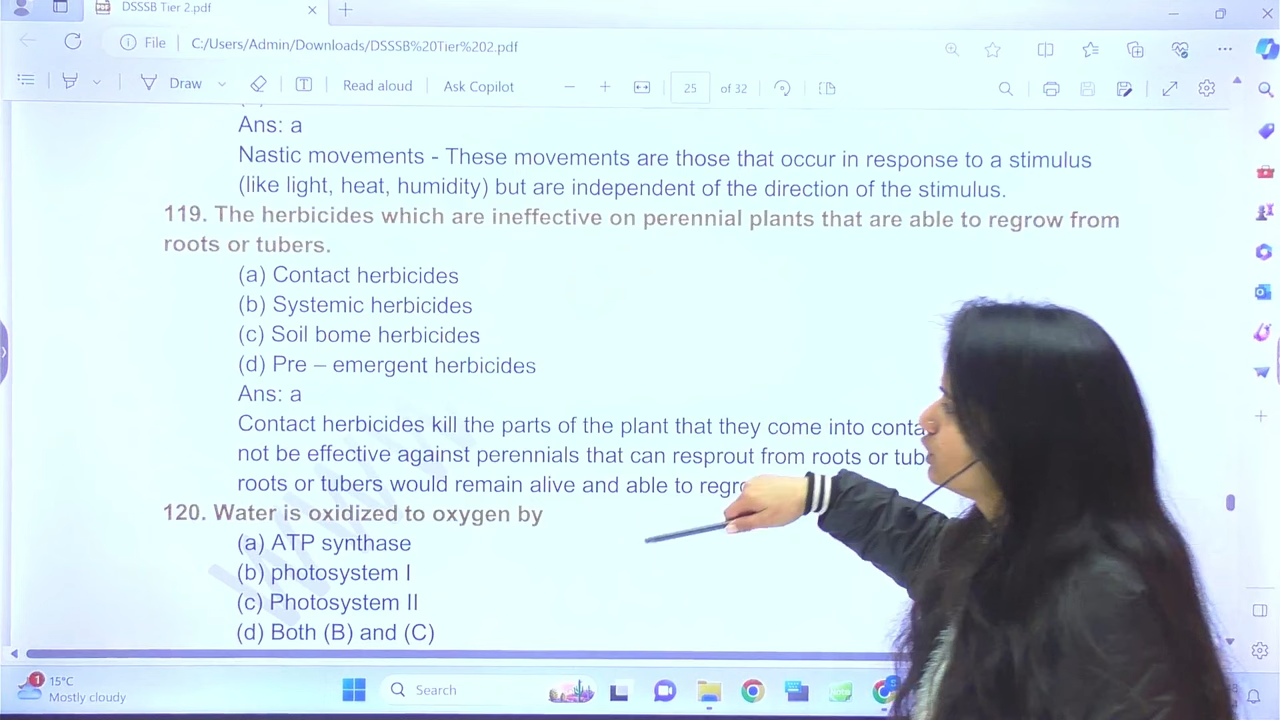 DSSSB Tier 2.pdf
File
C:/Users/Admin/Downloads/DSSSB%20Tier%202.pdf
Draw
Read aloud
Ask Copilot
25
of 32
Ans: a
Nastic movements - These movements are those that occur in response to a stimulus
(like light, heat, humidity) but are independent of the direction of the stimulus.
119. The herbicides which are ineffective on perennial plants that are able to regrow from
roots or tubers.
(a) Contact herbicides
(b) Systemic herbicides
(c) Soil bome herbicides
(d) Pre – emergent herbicides
Ans: a
Contact herbicides kill the parts of the plant that they come into
not be effective against perennials that can resprout from roots or
roots or tubers would remain alive and able to
120. Water is oxidized to oxygen by
(a) ATP synthase
(b) photosystem I
(c) Photosystem II
(d) Both (B) and (C)
1
15°C
Mostly cloudy
Search